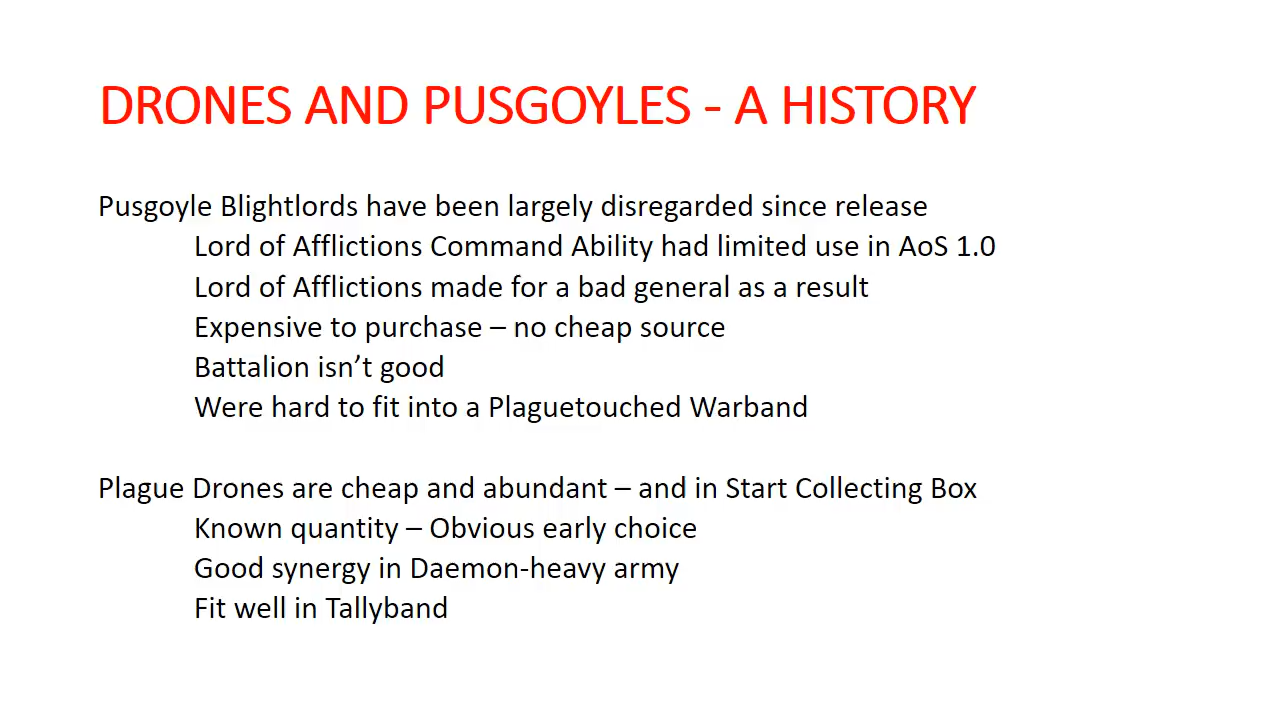 DRONES AND PUSGOYLES - A HISTORY
Pusgoyle Blightlords have been largely disregarded since release
Lord of Afflictions Command Ability had limited use in AoS 1.0
Lord of Afflictions made for a bad general as a result
Expensive to purchase – no cheap source
Battalion isn’t good
Were hard to fit into a Plaguetouched Warband
Plague Drones are cheap and abundant – and in Start Collecting Box
Known quantity – Obvious early choice
Good synergy in Daemon-heavy army
Fit well in Tallyband